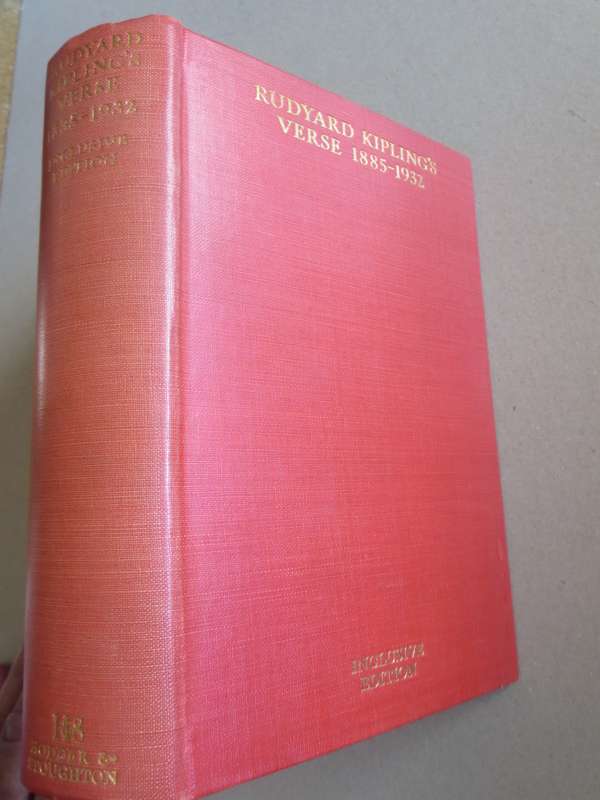 RUDYARD
KIPLING'S
VERSE
1885-1932
INCLUSIVE
EDITION
HODDER &
STOUGHTON
RUDYARD KIPLING'S
VERSE 1885-1932
INCLUSIVE
EDITION